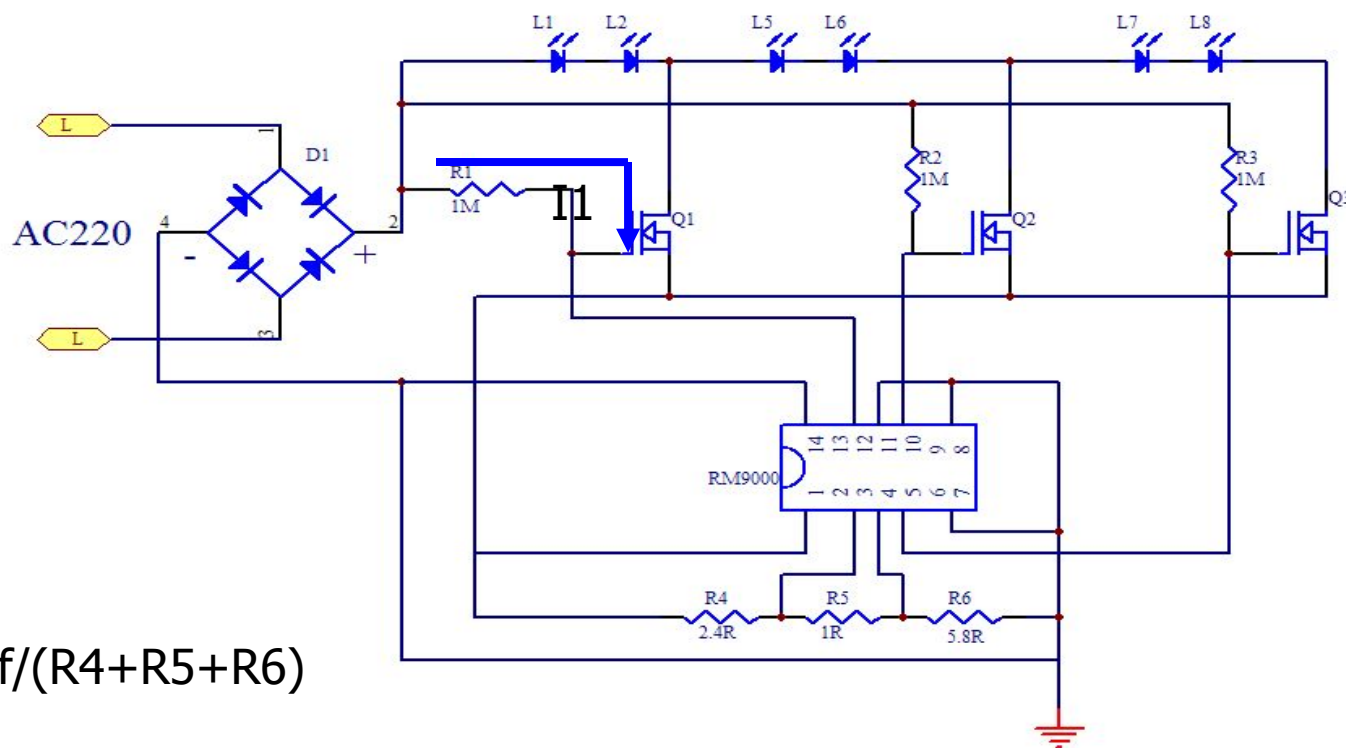 L1 L2 L5 L6 L7 L8
L
1
D1
R1
1M
I1
R2
1M
R3
1M
AC220
4
2
-
+
Q1
Q2
Q3
L
3
14 13 12 11 10 9 8
RM9000
1 2 3 4 5 6 7
R4 R5 R6
2.4R 1R 5.8R
f/(R4+R5+R6)